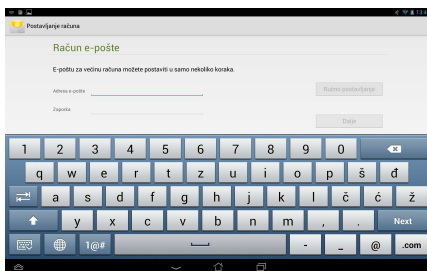 Postavljanje računa
Račun e-pošte
E-poštu za većinu računa možete postaviti u samo nekoliko koraka.
Adresa e-pošte
Ručno postavljanje
Zaporka
Dalje
1 2 3 4 5 6 7 8 9 0
q w e r t z u i o p š đ
a s d f g h j k l č ć ž
y x c v b n m , . Next
1@# - _ @ .com